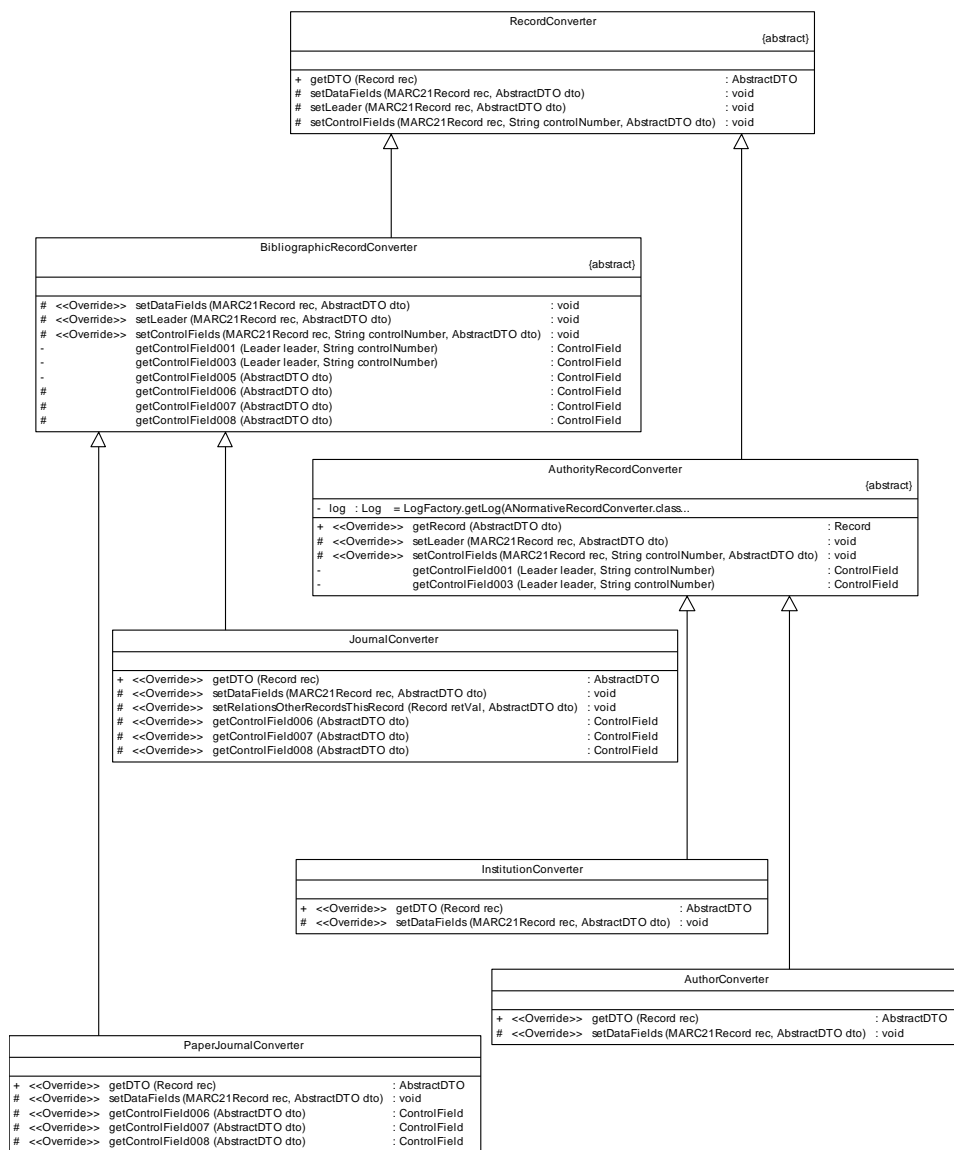 RecordConverter
{abstract}
+ getDTO (Record rec) : AbstractDTO
# setDataFields (MARC21Record rec, AbstractDTO dto) : void
# setLeader (MARC21Record rec, AbstractDTO dto) : void
# setControlFields (MARC21Record rec, String controlNumber, AbstractDTO dto) : void
BibliographicRecordConverter
{abstract}
# <<Override>> setDataFields (MARC21Record rec, AbstractDTO dto) : void
# <<Override>> setLeader (MARC21Record rec, AbstractDTO dto) : void
# <<Override>> setControlFields (MARC21Record rec, String controlNumber, AbstractDTO dto) : void
- getControlField001 (Leader leader, String controlNumber) : ControlField
- getControlField003 (Leader leader, String controlNumber) : ControlField
- getControlField005 (AbstractDTO dto) : ControlField
# getControlField006 (AbstractDTO dto) : ControlField
# getControlField007 (AbstractDTO dto) : ControlField
# getControlField008 (AbstractDTO dto) : ControlField
AuthorityRecordConverter
{abstract}
- log : Log = LogFactory.getLog(ANormativeRecordConverter.class...
+ <<Override>> getRecord (AbstractDTO dto) : Record
# <<Override>> setLeader (MARC21Record rec, AbstractDTO dto) : void
# <<Override>> setControlFields (MARC21Record rec, String controlNumber, AbstractDTO dto) : void
- getControlField001 (Leader leader, String controlNumber) : ControlField
- getControlField003 (Leader leader, String controlNumber) : ControlField
JournalConverter
+ <<Override>> getDTO (Record rec) : AbstractDTO
# <<Override>> setDataFields (MARC21Record rec, AbstractDTO dto) : void
# <<Override>> setRelationsOtherRecordsThisRecord (Record retVal, AbstractDTO dto) : void
# <<Override>> getControlField006 (AbstractDTO dto) : ControlField
# <<Override>> getControlField007 (AbstractDTO dto) : ControlField
# <<Override>> getControlField008 (AbstractDTO dto) : ControlField
InstitutionConverter
+ <<Override>> getDTO (Record rec) : AbstractDTO
# <<Override>> setDataFields (MARC21Record rec, AbstractDTO dto) : void
AuthorConverter
+ <<Override>> getDTO (Record rec) : AbstractDTO
# <<Override>> setDataFields (MARC21Record rec, AbstractDTO dto) : void
PaperJournalConverter
+ <<Override>> getDTO (Record rec) : AbstractDTO
# <<Override>> setDataFields (MARC21Record rec, AbstractDTO dto) : void
# <<Override>> getControlField006 (AbstractDTO dto) : ControlField
# <<Override>> getControlField007 (AbstractDTO dto) : ControlField
# <<Override>> getControlField008 (AbstractDTO dto) : ControlField